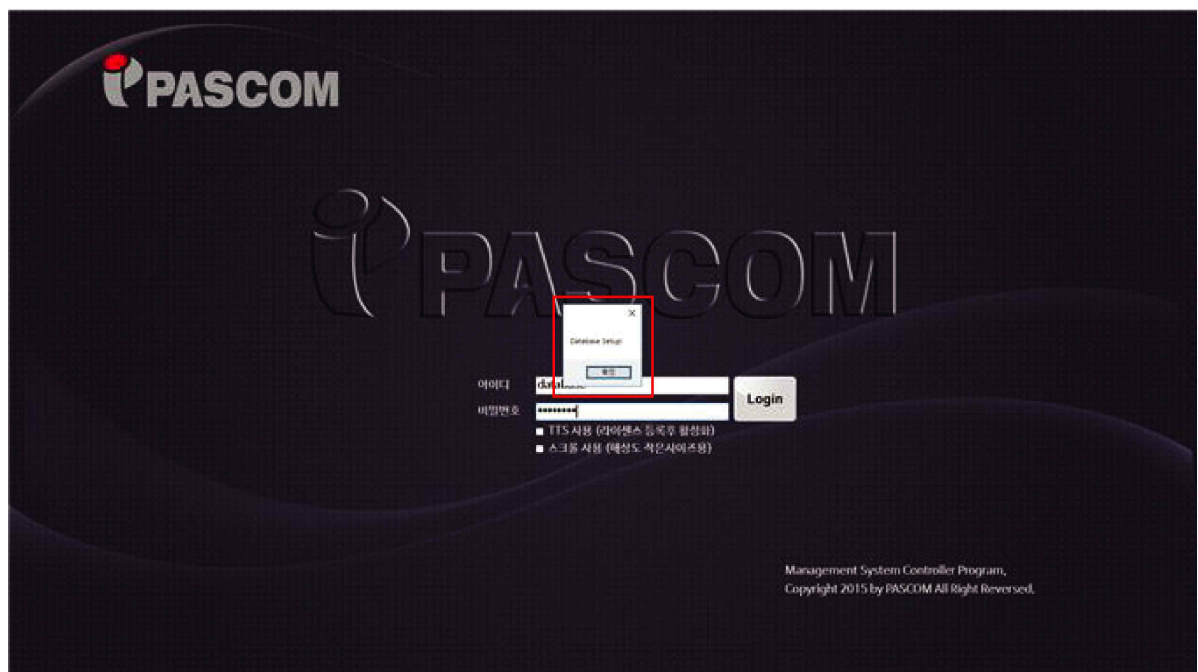 PASCOM
PASCOM
Database Setup!
확인
아이디
database
비밀번호
********
Login
TTS 사용 (라이센스 등록후 활성화)
스크롤 사용 (해상도 작은사이즈용)
Management System Controller Program,
Copyright 2015 by PASCOM All Right Reversed.